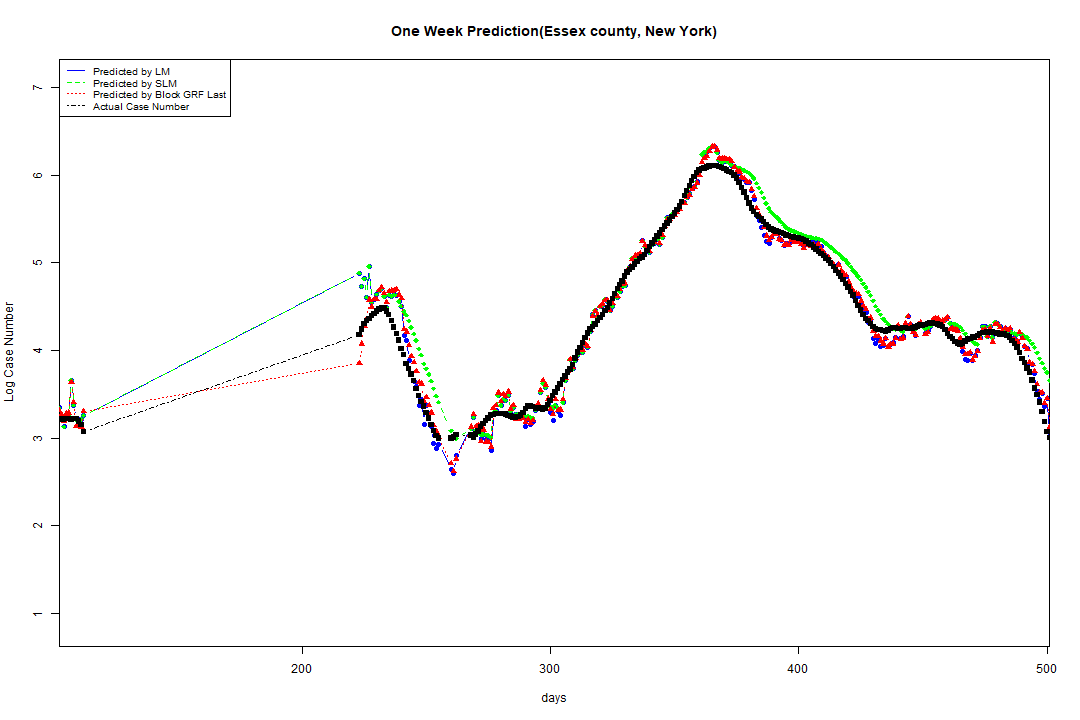 One Week Prediction(Essex county, New York)
Predicted by LM
Predicted by SLM
Predicted by Block GRF Last
Actual Case Number
7
6
5
4
3
2
1
Log Case Number
200 300 400 500
days